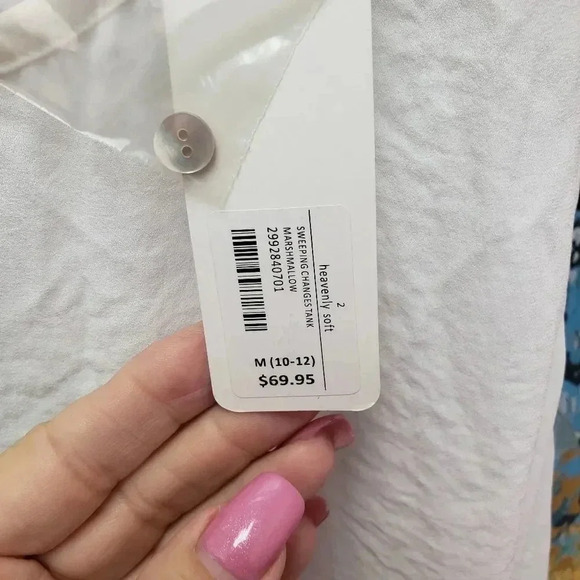 2
heavenly soft
SWEEPING CHANGES TANK
MARSHMALLOW
2992840701
M (10-12)
$69.95